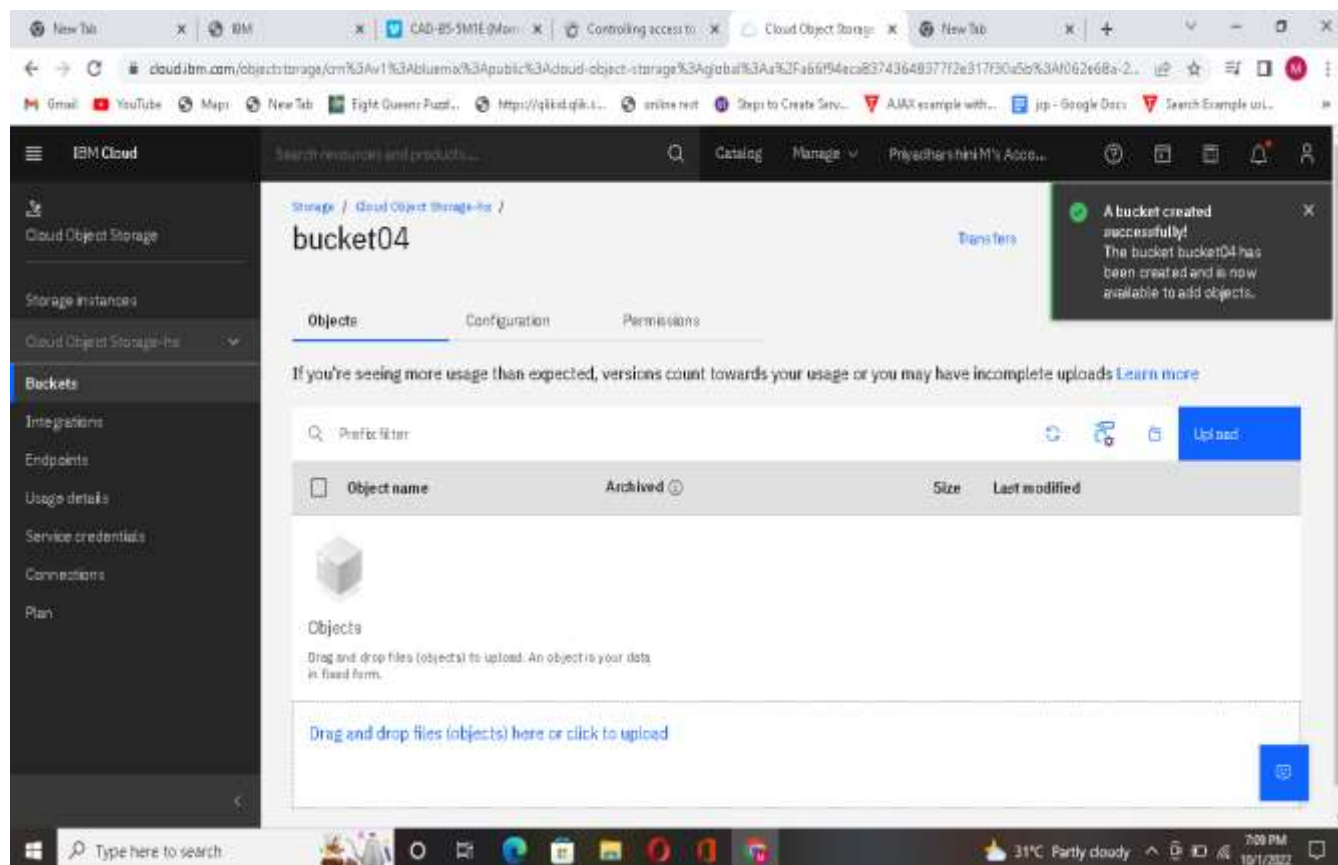 New Tab
IBM
CAD-B5-5M1E (Mon
Controlling access to
Cloud Object Storage
New Tab
Gmail
YouTube
Maps
New Tab
Eight Queens Puzzl...
online test
Steps to Create Serv...
AJAX example with...
jsp - Google Docs
Search Example usi...
IBM Cloud
Search resources and products...
Catalog
Manage
Priyadharshini M's Acco...
Cloud Object Storage
Storage instances
Buckets
Integrations
Endpoints
Usage details
Service credentials
Connections
Plan
Storage /
bucket04
Transfers
A bucket created
successfully!
The bucket bucket04 has
been created and is now
available to add objects.
Objects
Configuration
Permissions
If you're seeing more usage than expected, versions count towards your usage or you may have incomplete uploads Learn more
Prefix filter
Upload
Object name
Archived
Size
Last modified
Objects
Drag and drop files (objects) to upload. An object is your data
in fixed form.
Drag and drop files (objects) here or click to upload
Type here to search
31°C Partly cloudy
7:09 PM